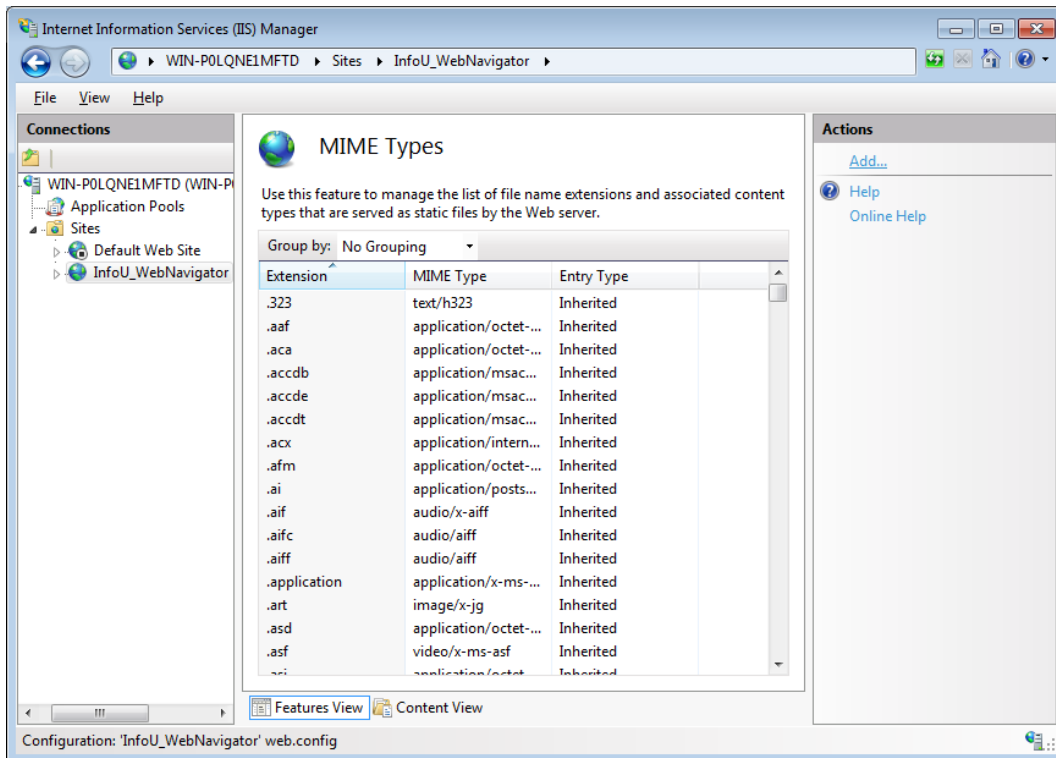 Internet Information Services (IIS) Manager
WIN-P0LQNE1MFTD Sites InfoU_WebNavigator
File View Help
Connections
WIN-P0LQNE1MFTD (WIN-P
Application Pools
Sites
Default Web Site
InfoU_WebNavigator
MIME Types
Use this feature to manage the list of file name extensions and associated content
types that are served as static files by the Web server.
Group by: No Grouping
Extension MIME Type Entry Type
.323 text/h323 Inherited
.aaf application/octet-... Inherited
.aca application/octet-... Inherited
.accdb application/msac... Inherited
.accde application/msac... Inherited
.accdt application/msac... Inherited
.acx application/intern... Inherited
.afm application/octet-... Inherited
.ai application/posts... Inherited
.aif audio/x-aiff Inherited
.aifc audio/aiff Inherited
.aiff audio/aiff Inherited
.application application/x-ms-... Inherited
.art image/x-jg Inherited
.asd application/octet-... Inherited
.asf video/x-ms-asf Inherited
.asi application/octet Inherited
Features View Content View
Actions
Add...
Help
Online Help
Configuration: 'InfoU_WebNavigator' web.config